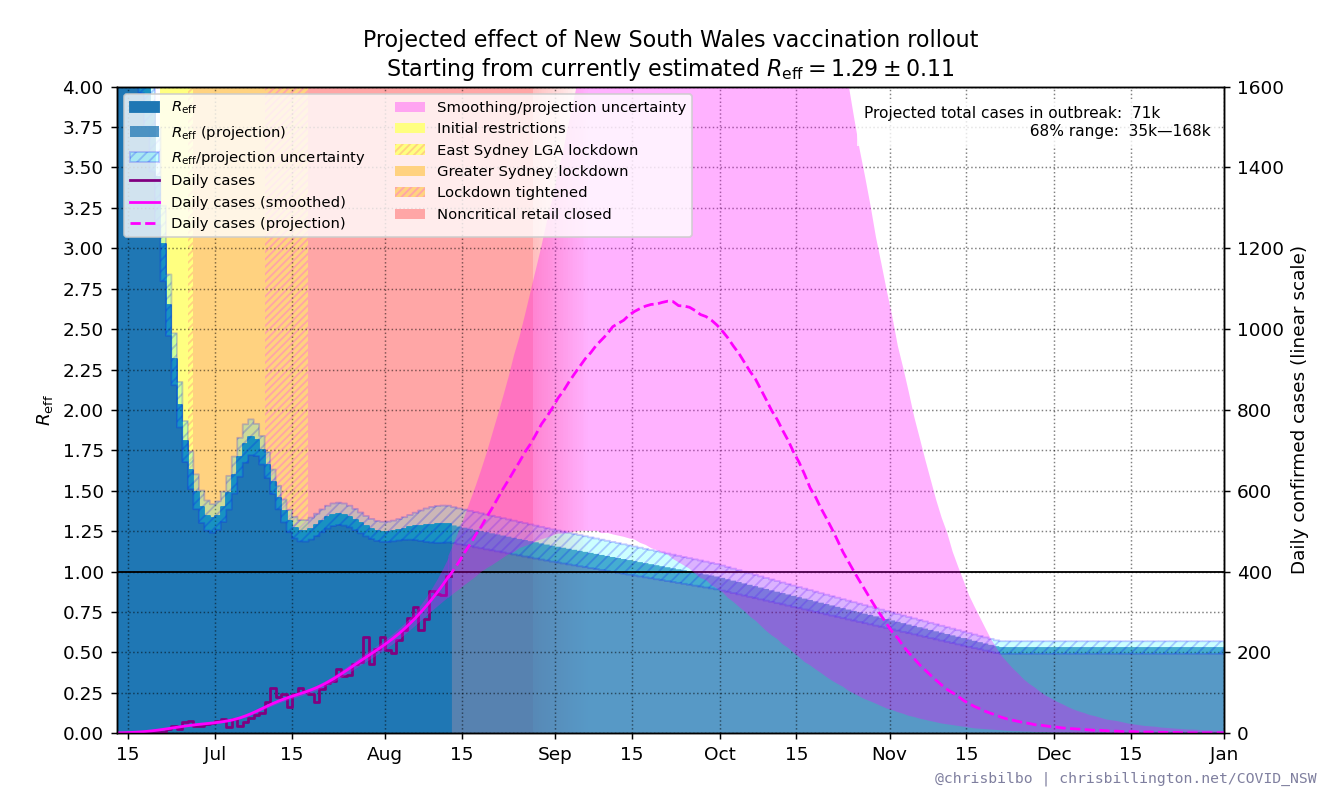 Projected effect of New South Wales vaccination rollout
Starting from currently estimated R_eff = 1.29 ± 0.11
R_eff
R_eff (projection)
R_eff/projection uncertainty
Daily cases
Daily cases (smoothed)
Daily cases (projection)
Smoothing/projection uncertainty
Initial restrictions
East Sydney LGA lockdown
Greater Sydney lockdown
Lockdown tightened
Noncritical retail closed
Projected total cases in outbreak: 71k
68% range: 35k—168k
R_eff
4.00
3.75
3.50
3.25
3.00
2.75
2.50
2.25
2.00
1.75
1.50
1.25
1.00
0.75
0.50
0.25
0.00
1600
1400
1200
1000
800
600
400
200
0
Daily confirmed cases (linear scale)
15 Jul 15 Aug 15 Sep 15 Oct 15 Nov 15 Dec 15 Jan
@chrisbilbo | chrisbillington.net/COVID_NSW